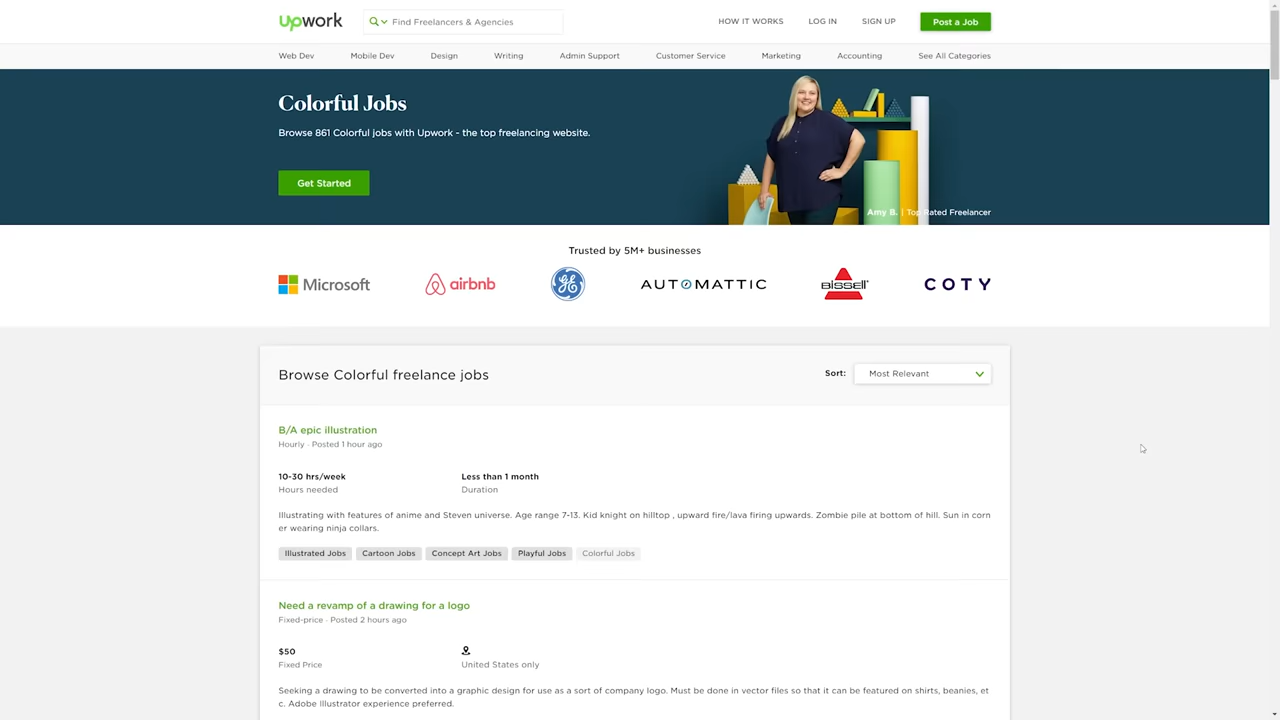 upwork
Find Freelancers & Agencies
HOW IT WORKS
LOG IN
SIGN UP
Post a Job
Web Dev
Mobile Dev
Design
Writing
Admin Support
Customer Service
Marketing
Accounting
See All Categories
Colorful Jobs
Browse 861 Colorful jobs with Upwork - the top freelancing website.
Get Started
Amy B. | Top Rated Freelancer
Trusted by 5M+ businesses
Microsoft
airbnb
GE
AUTOMATTIC
BISSELL
COTY
Browse Colorful freelance jobs
Sort:
Most Relevant
B/A epic illustration
Hourly · Posted 1 hour ago
10-30 hrs/week
Less than 1 month
Hours needed
Duration
Illustrating with features of anime and Steven universe. Age range 7-13. Kid knight on hilltop , upward fire/lava firing upwards. Zombie pile at bottom of hill. Sun in corn
er wearing ninja collars.
Illustrated Jobs
Cartoon Jobs
Concept Art Jobs
Playful Jobs
Colorful Jobs
Need a revamp of a drawing for a logo
Fixed-price · Posted 2 hours ago
$50
Fixed Price
United States only
Seeking a drawing to be converted into a graphic design for use as a sort of company logo. Must be done in vector files so that it can be featured on shirts, beanies, et
c. Adobe Illustrator experience preferred.